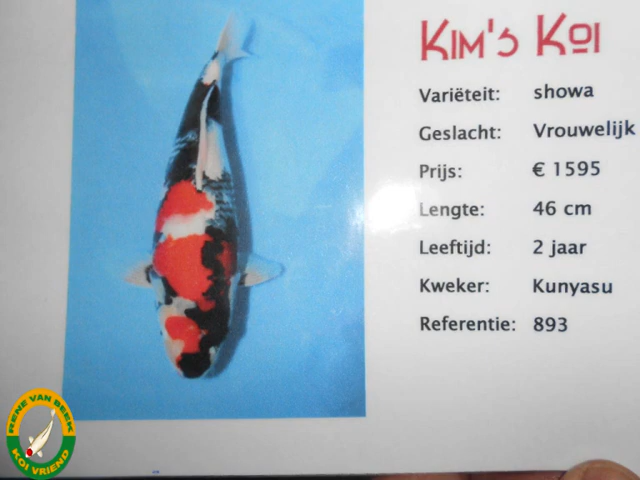 Kim's Koi
Variëteit: showa
Geslacht: Vrouwelijk
Prijs: € 1595
Lengte: 46 cm
Leeftijd: 2 jaar
Kweker: Kunyasu
Referentie: 893
RENE VAN BEEK
KOI VRIEND